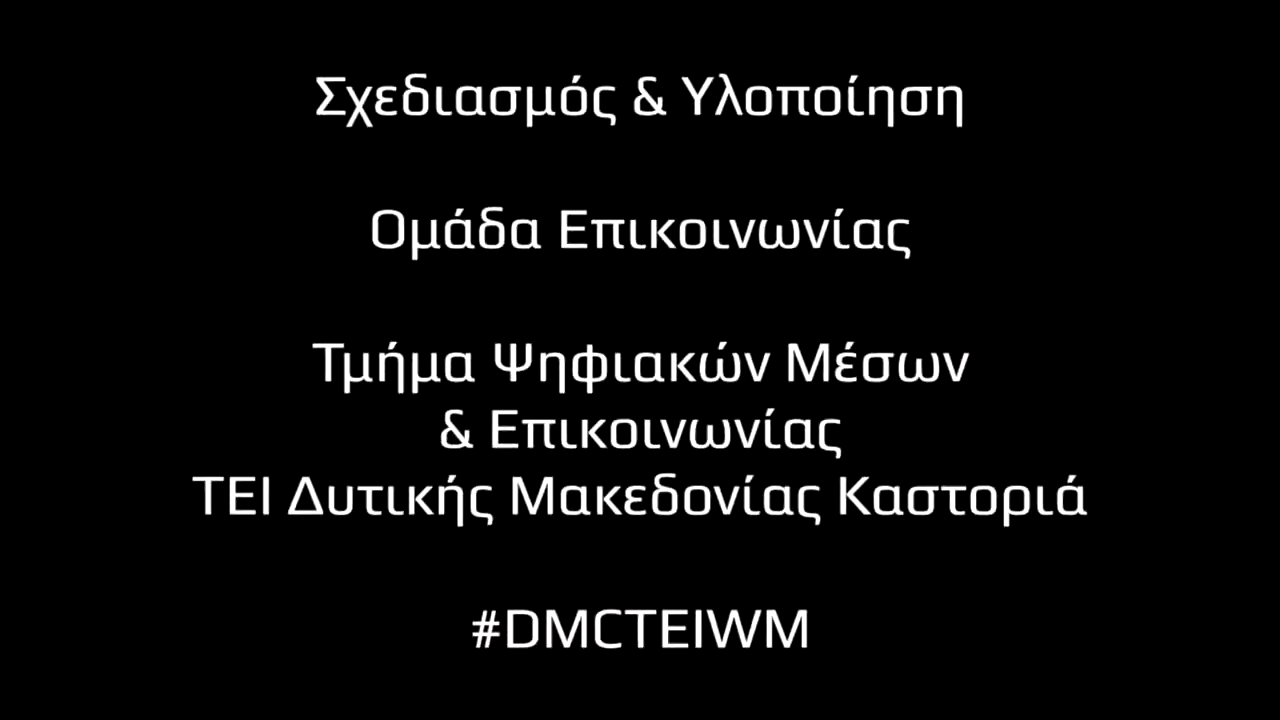 Σχεδιασμός & Υλοποίηση
Ομάδα Επικοινωνίας
Τμήμα Ψηφιακών Μέσων
& Επικοινωνίας
ΤΕΙ Δυτικής Μακεδονίας Καστοριά
#DMCTEIWM